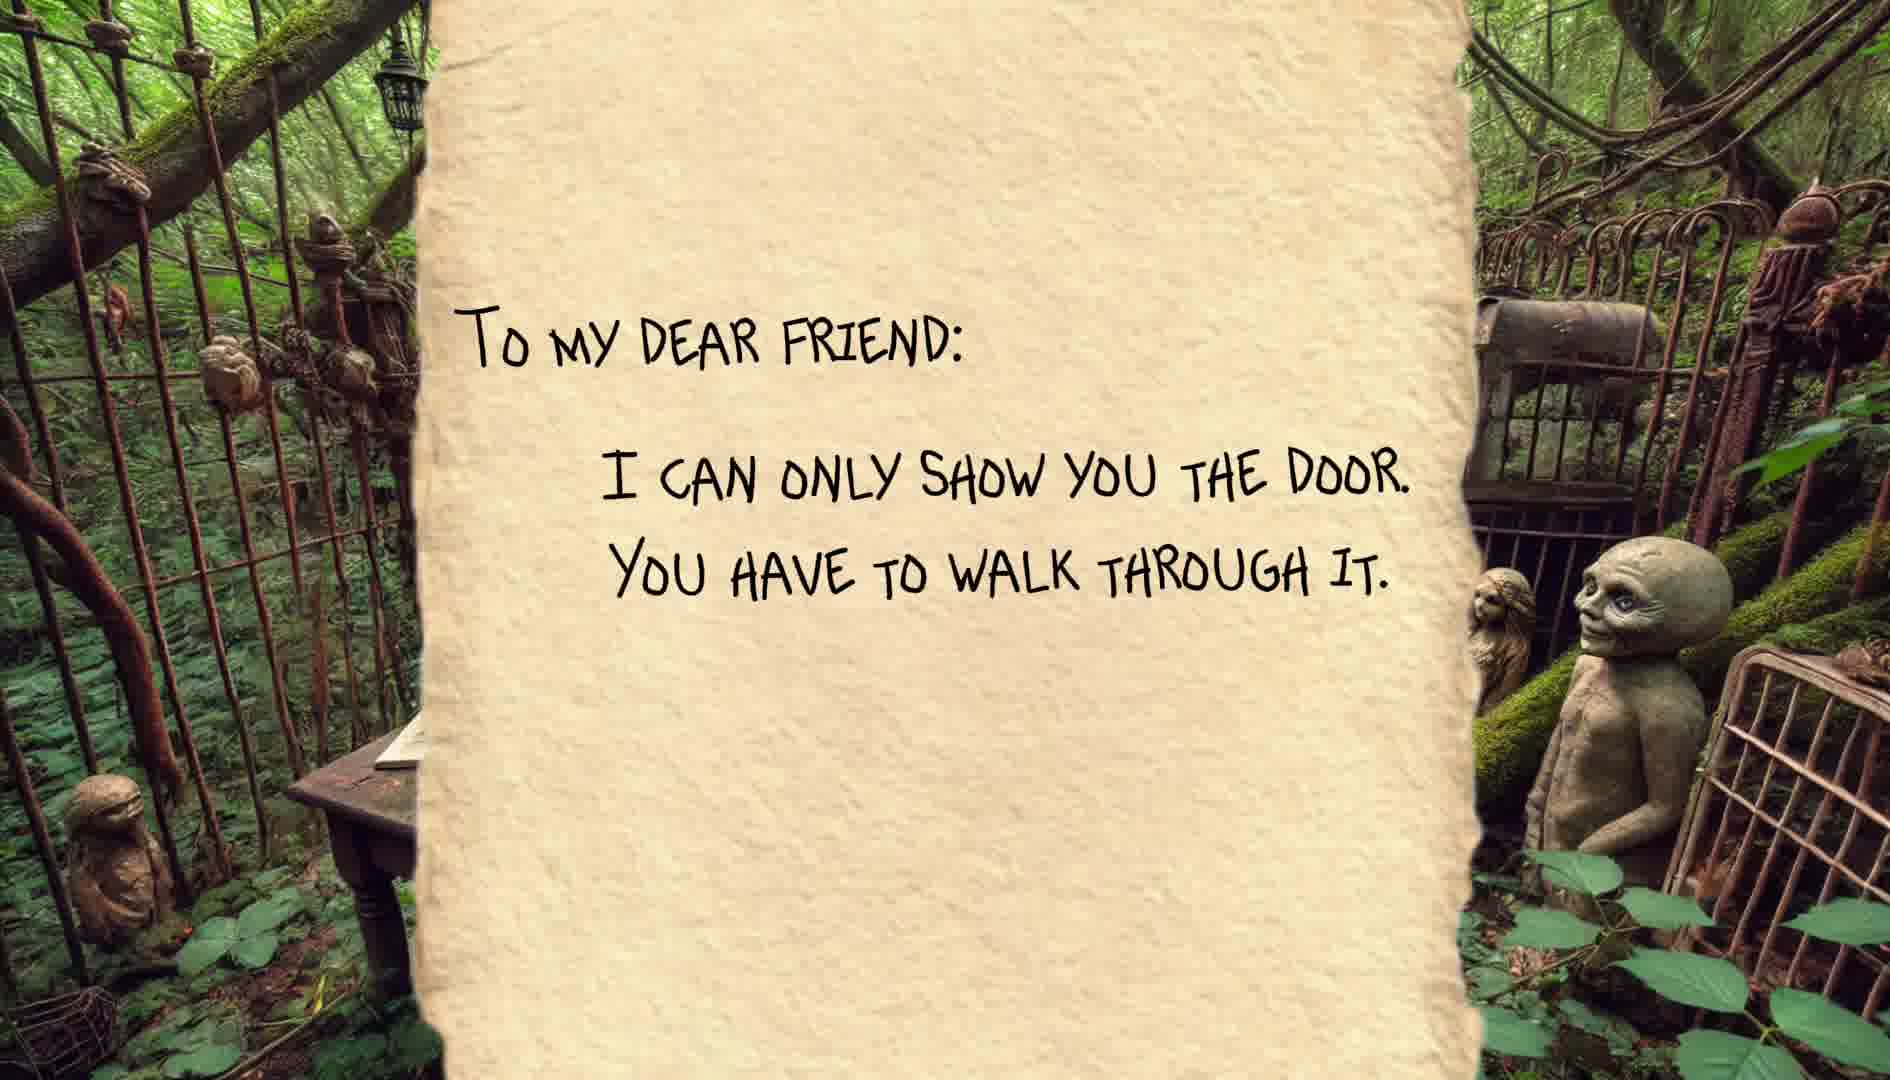 To my dear friend:
I can only show you the door.
You have to walk through it.